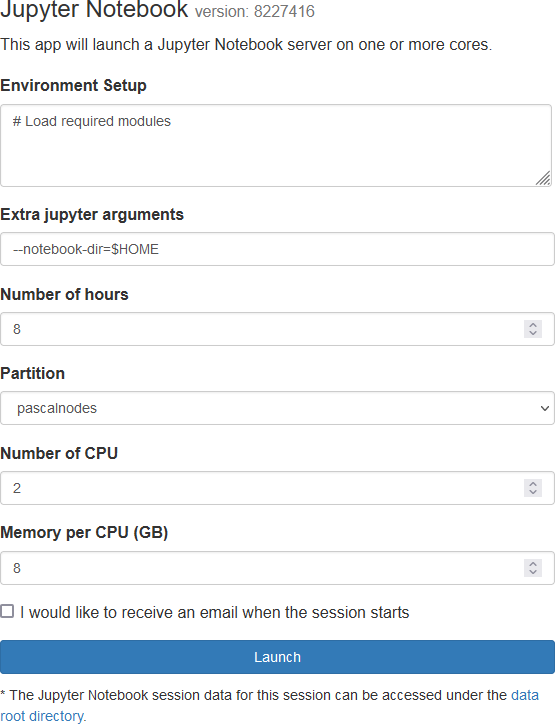 Jupyter Notebook version: 8227416
This app will launch a Jupyter Notebook server on one or more cores.
Environment Setup
# Load required modules
Extra jupyter arguments
--notebook-dir=$HOME
Number of hours
8
Partition
pascalnodes
Number of CPU
2
Memory per CPU (GB)
8
I would like to receive an email when the session starts
Launch
* The Jupyter Notebook session data for this session can be accessed under the data
root directory.